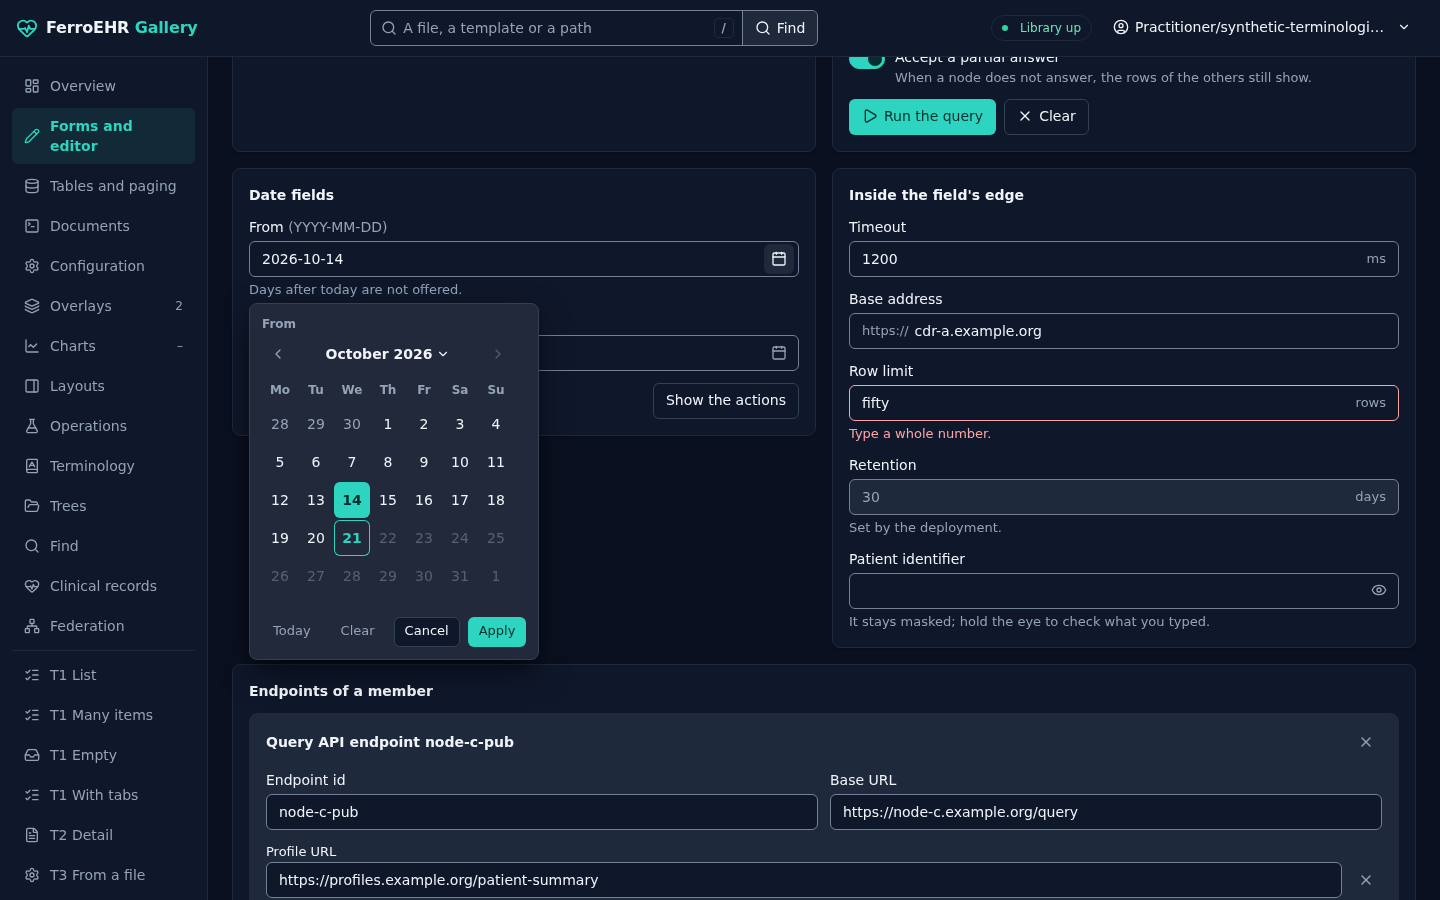 FerroEHR Gallery
A file, a template or a path
/
Find
Library up
Practitioner/synthetic-terminologi…
Overview
Forms and
editor
Tables and paging
Documents
Configuration
Overlays 2
Charts –
Layouts
Operations
Terminology
Trees
Find
Clinical records
Federation
T1 List
T1 Many items
T1 Empty
T1 With tabs
T2 Detail
T3 From a file
Accept a partial answer
When a node does not answer, the rows of the others still show.
Run the query
Clear
Date fields
From (YYYY-MM-DD)
2026-10-14
Days after today are not offered.
Show the actions
From
October 2026
Mo Tu We Th Fr Sa Su
28 29 30 1 2 3 4
5 6 7 8 9 10 11
12 13 14 15 16 17 18
19 20 21 22 23 24 25
26 27 28 29 30 31 1
Today Clear Cancel Apply
Inside the field's edge
Timeout
1200 ms
Base address
https:// cdr-a.example.org
Row limit
fifty rows
Type a whole number.
Retention
30 days
Set by the deployment.
Patient identifier
It stays masked; hold the eye to check what you typed.
Endpoints of a member
Query API endpoint node-c-pub
Endpoint id
node-c-pub
Base URL
https://node-c.example.org/query
Profile URL
https://profiles.example.org/patient-summary